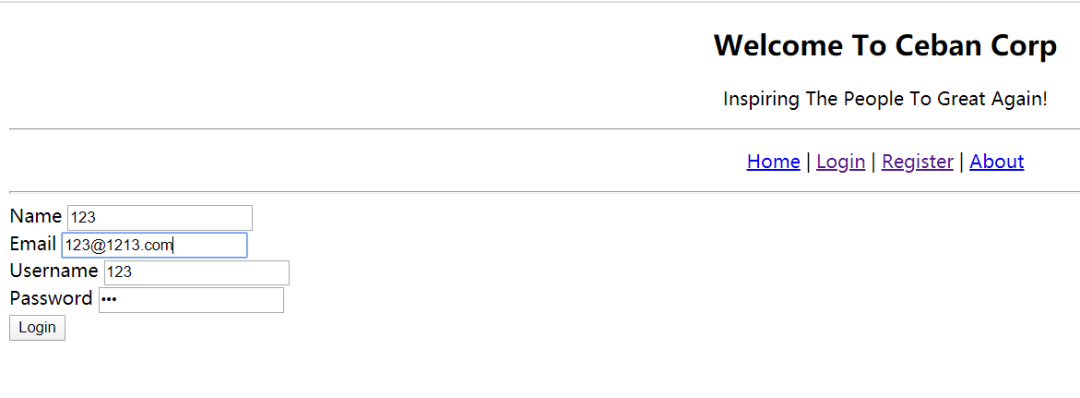 Welcome To Ceban Corp
Inspiring The People To Great Again!
Home | Login | Register | About
Name 123
Email 123@1213.com
Username 123
Password •••
Login